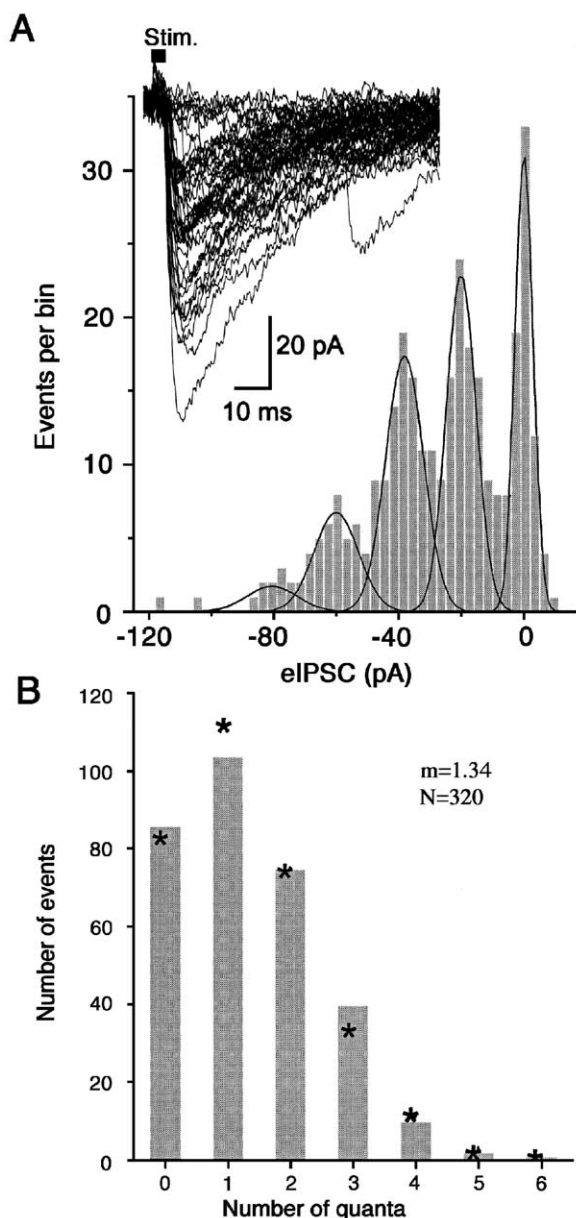 A
Stim.
30
20
10
0
Events per bin
20 pA
10 ms
-120
-80
-40
0
eIPSC (pA)
B
120
100
80
60
40
20
0
Number of events
m=1.34
N=320
*
*
*
*
*
*
*
0
1
2
3
4
5
6
Number of quanta